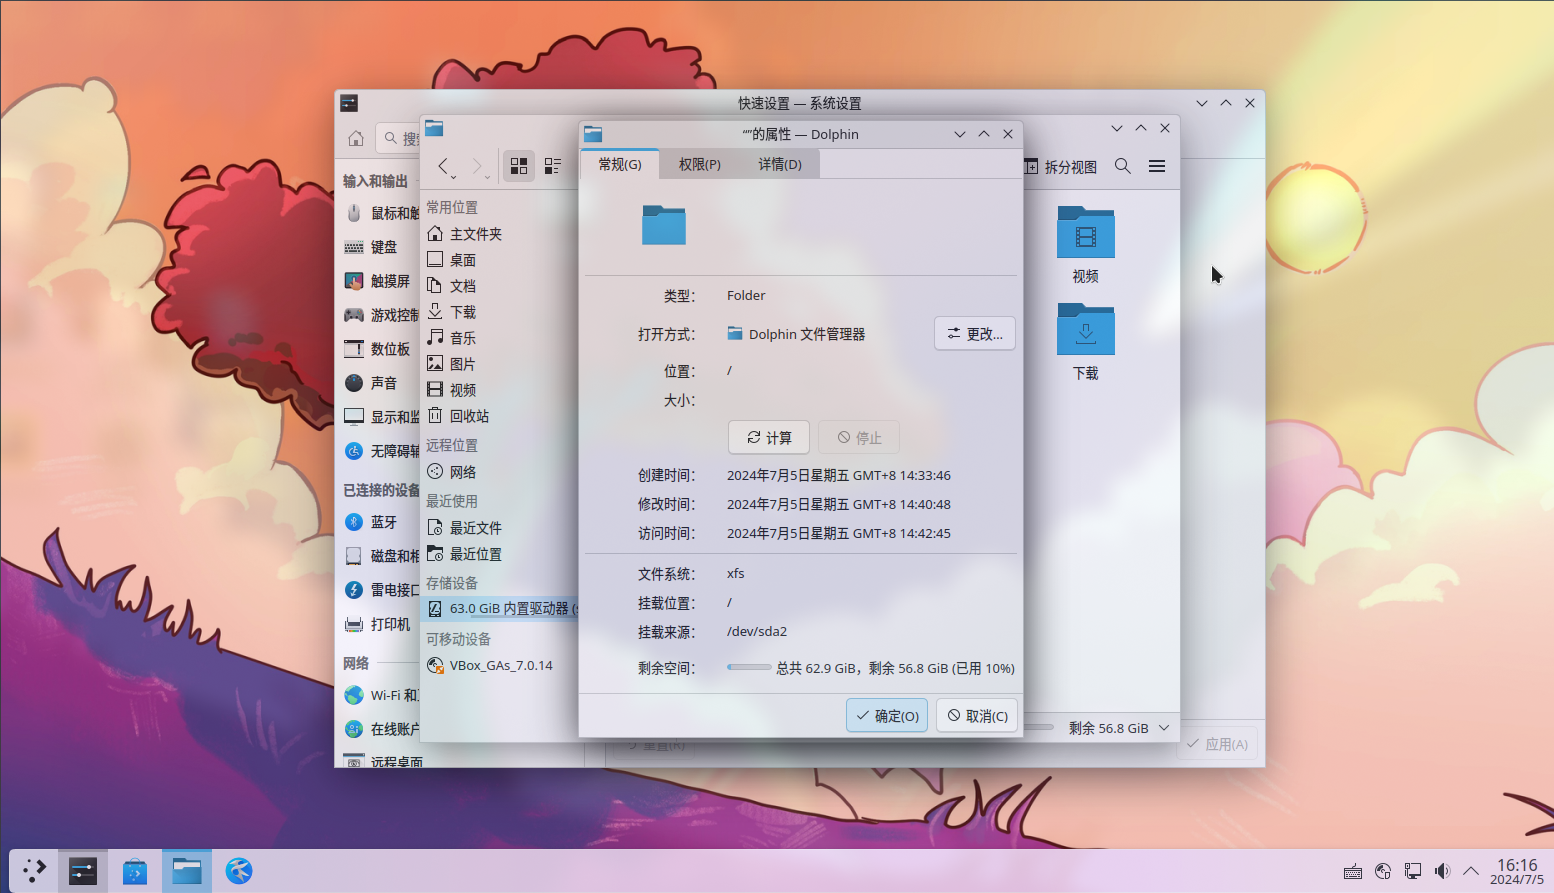 快速设置 — 系统设置
搜
输入和输出
鼠标和触
键盘
触摸屏
游戏控制
数位板
声音
显示和监
无障碍辅
已连接的设备
蓝牙
磁盘和相
雷电接口
打印机
网络
Wi-Fi 和
在线账户
远程桌面
重置(R)
应用(A)
拆分视图
常用位置
主文件夹
桌面
文档
下载
音乐
图片
视频
回收站
远程位置
网络
最近使用
最近文件
最近位置
存储设备
63.0 GiB 内置驱动器 (
可移动设备
VBox_GAs_7.0.14
视频
下载
剩余 56.8 GiB
“”的属性 — Dolphin
常规(G) 权限(P) 详情(D)
类型： Folder
打开方式： Dolphin 文件管理器 更改...
位置： /
大小：
计算 停止
创建时间： 2024年7月5日星期五 GMT+8 14:33:46
修改时间： 2024年7月5日星期五 GMT+8 14:40:48
访问时间： 2024年7月5日星期五 GMT+8 14:42:45
文件系统： xfs
挂载位置： /
挂载来源： /dev/sda2
剩余空间： 总共 62.9 GiB，剩余 56.8 GiB (已用 10%)
确定(O) 取消(C)
16:16
2024/7/5